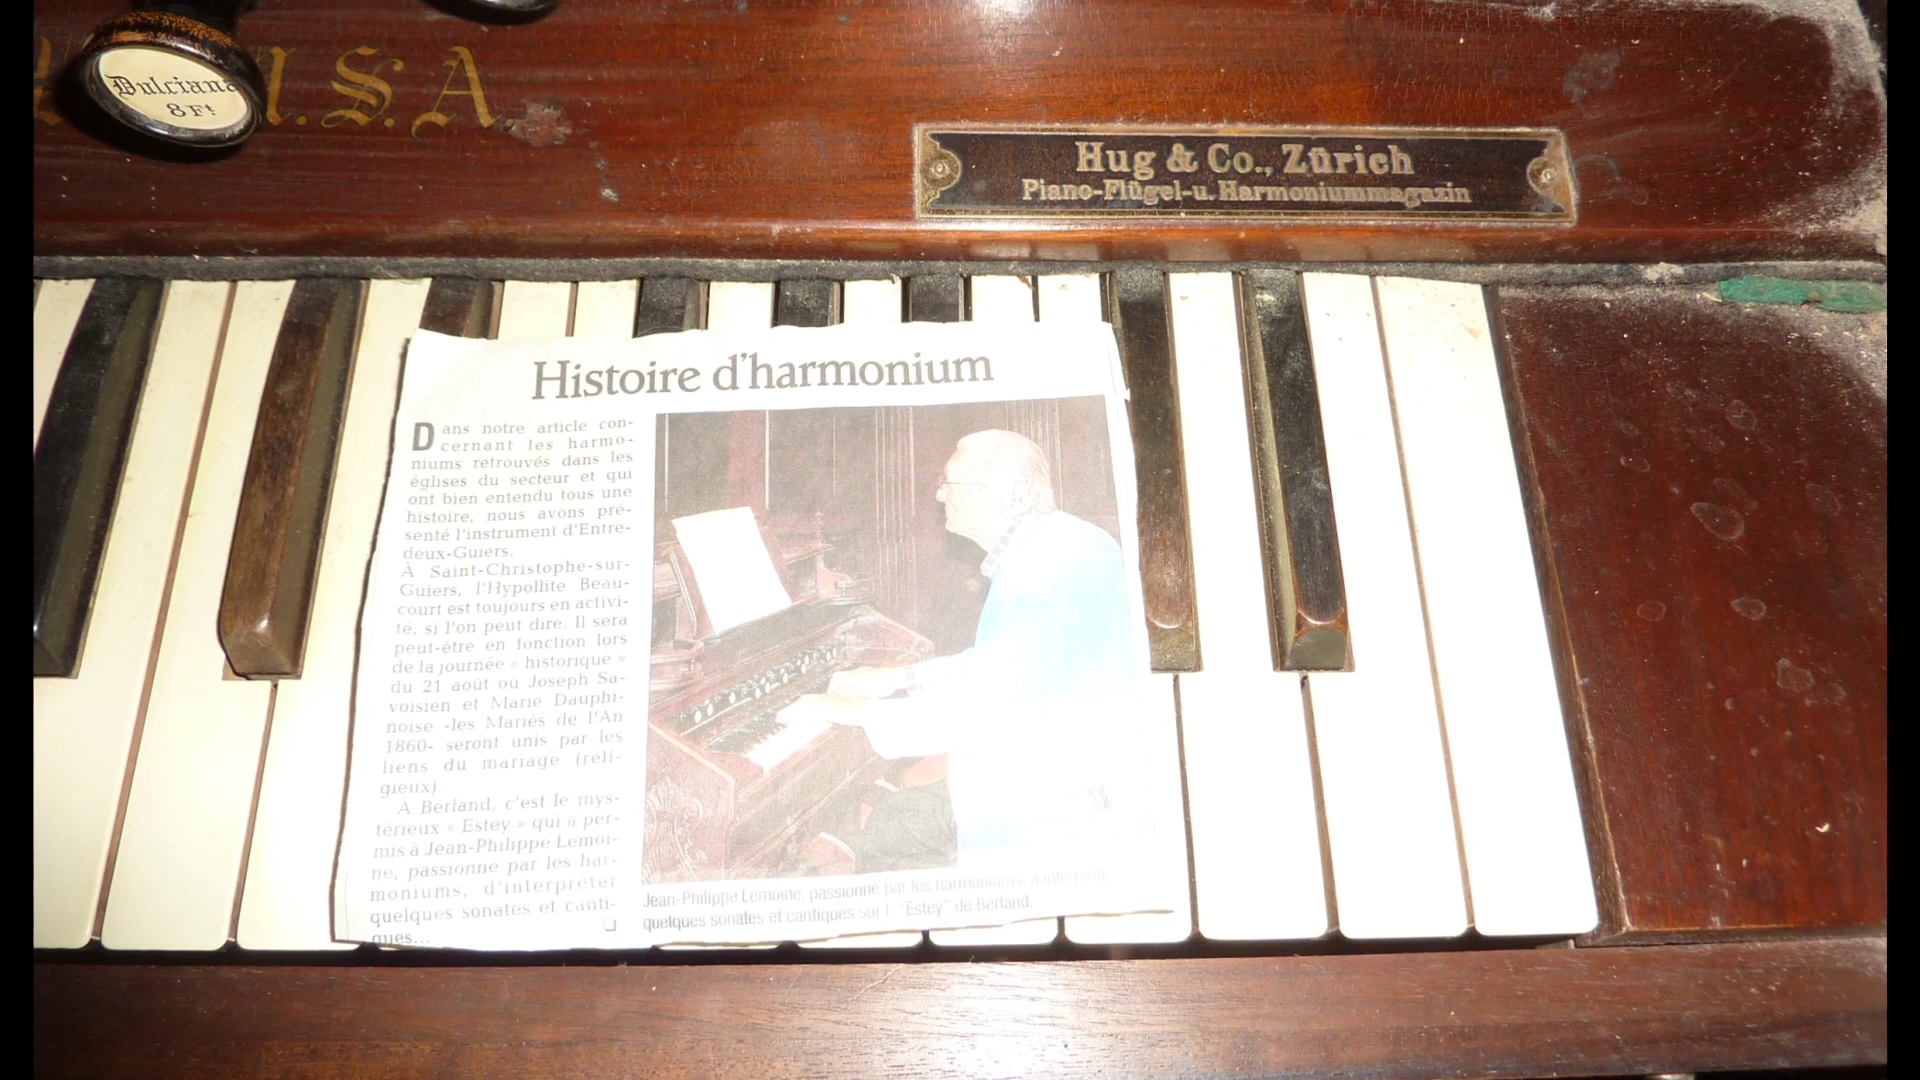 Dulciana
8 Ft
.S.A.
Hug & Co., Zürich
Piano-Flügel-u. Harmoniummagazin
Histoire d'harmonium
Dans notre article con-
cernant les harmo-
niums retrouvés dans les
églises du secteur et qui
ont bien entendu tous une
histoire, nous avons pré-
senté l'instrument d'Entre-
deux-Guiers.
À Saint-Christophe-sur-
Guiers, l'Hypollite Beau-
court est toujours en activi-
té, si l'on peut dire. Il sera
peut-être en fonction lors
de la journée « historique »
du 21 août où Joseph Sa-
voisien et Marie Dauphi-
noise -les Mariés de l'An
1860- seront unis par les
liens du mariage (reli-
gieux).
A Berland, c'est le mys-
térieux « Estey » qui a per-
mis à Jean-Philippe Lemoi-
ne, passionné par les har-
moniums, d'interpréter
quelques sonates et canti-
ques...
Jean-Philippe Lemoine, passionné par les harmoniums, a interprété
quelques sonates et cantiques sur l' "Estey" de Berland.